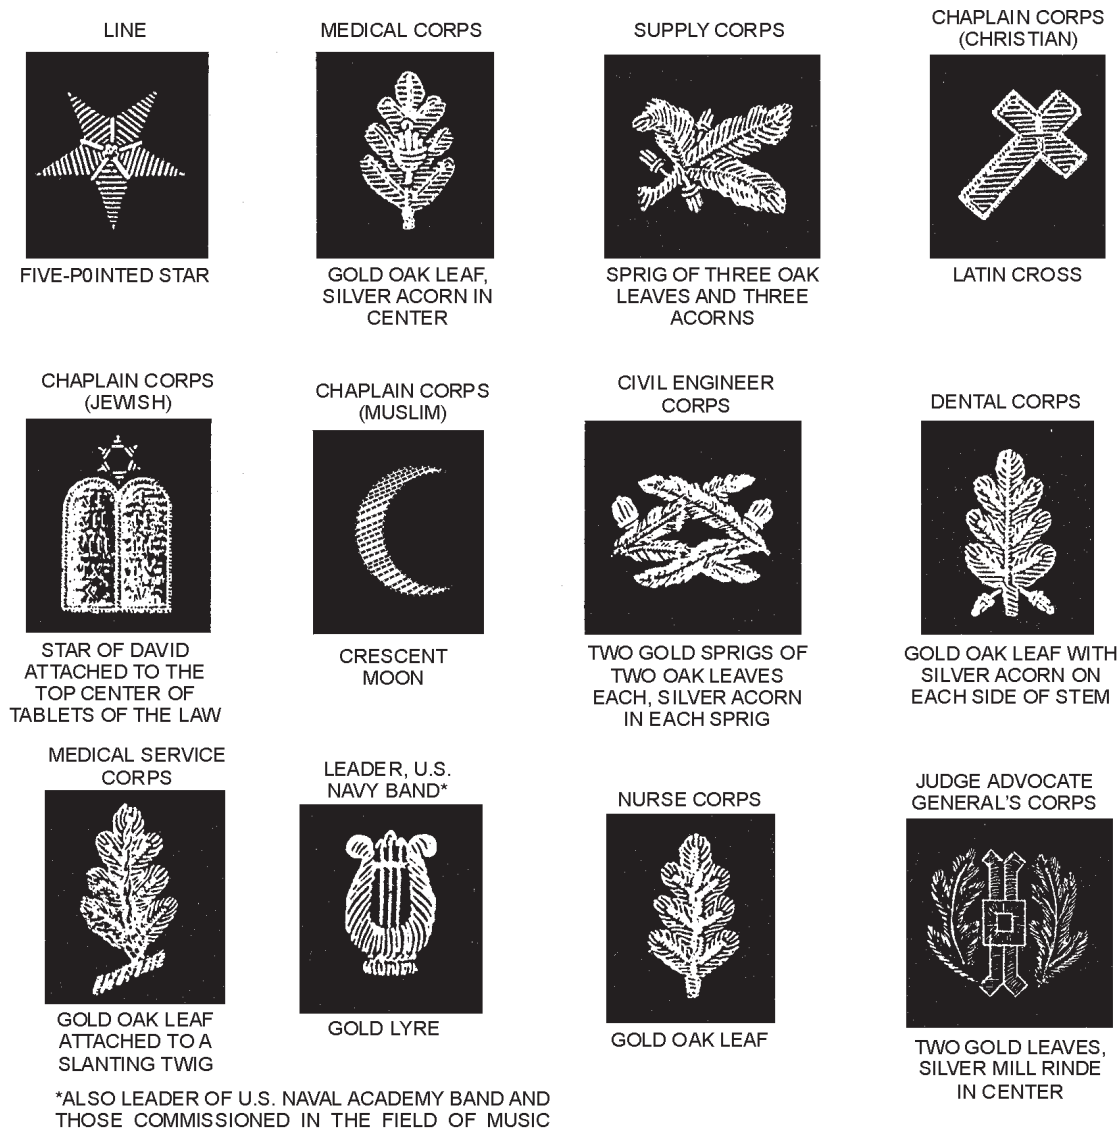 LINE
FIVE-P0INTED STAR
MEDICAL CORPS
GOLD OAK LEAF,
SILVER ACORN IN
CENTER
SUPPLY CORPS
SPRIG OF THREE OAK
LEAVES AND THREE
ACORNS
CHAPLAIN CORPS
(CHRISTIAN)
LATIN CROSS
CHAPLAIN CORPS
(JEWISH)
STAR OF DAVID
ATTACHED TO THE
TOP CENTER OF
TABLETS OF THE LAW
CHAPLAIN CORPS
(MUSLIM)
CRESCENT
MOON
CIVIL ENGINEER
CORPS
TWO GOLD SPRIGS OF
TWO OAK LEAVES
EACH, SILVER ACORN
IN EACH SPRIG
DENTAL CORPS
GOLD OAK LEAF WITH
SILVER ACORN ON
EACH SIDE OF STEM
MEDICAL SERVICE
CORPS
GOLD OAK LEAF
ATTACHED TO A
SLANTING TWIG
LEADER, U.S.
NAVY BAND*
GOLD LYRE
NURSE CORPS
GOLD OAK LEAF
JUDGE ADVOCATE
GENERAL'S CORPS
TWO GOLD LEAVES,
SILVER MILL RINDE
IN CENTER
*ALSO LEADER OF U.S. NAVAL ACADEMY BAND AND
THOSE COMMISSIONED IN THE FIELD OF MUSIC